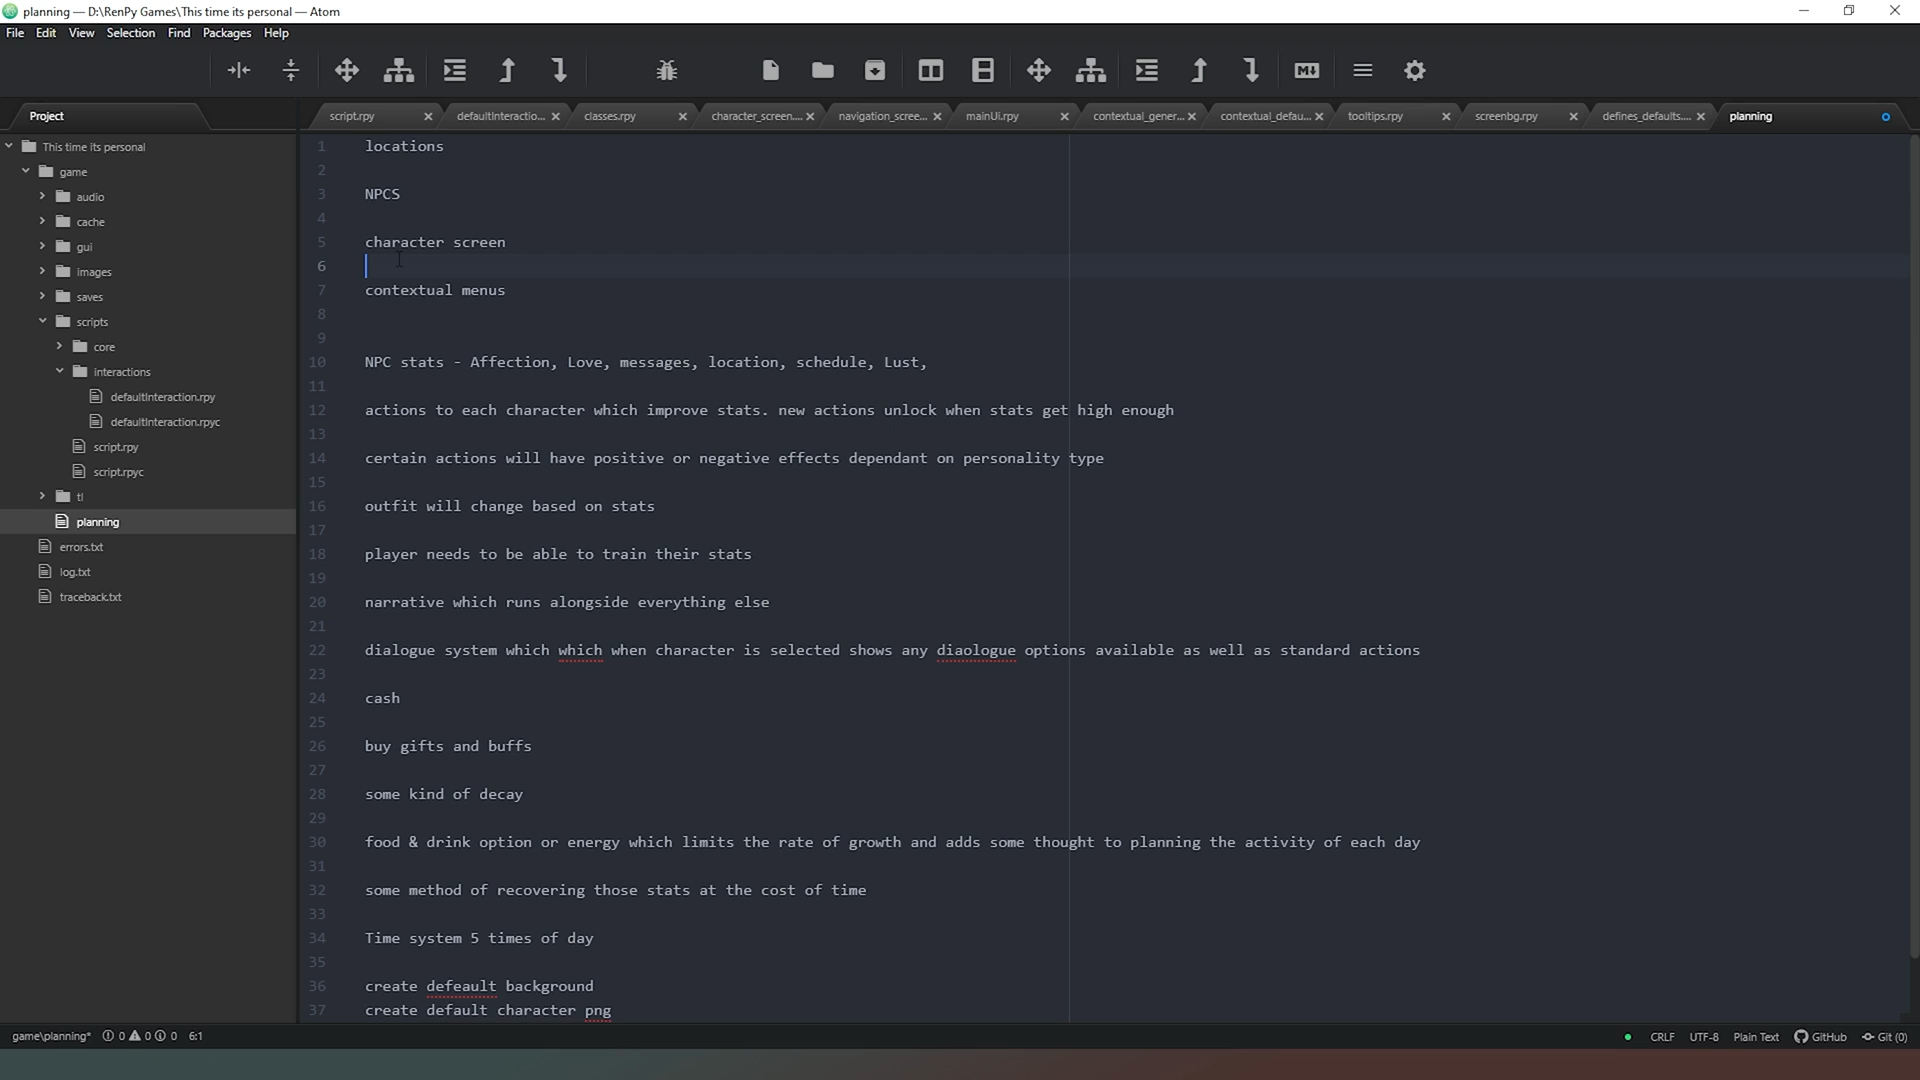 planning — D:\RenPy Games\This time its personal — Atom
File Edit View Selection Find Packages Help
Project
script.rpy defaultInteractio... classes.rpy character_screen.... navigation_scree... mainUi.rpy contextual_gener... contextual_defau... tooltips.rpy screenbg.rpy defines_defaults.... planning
This time its personal
game
audio
cache
gui
images
saves
scripts
core
interactions
defaultInteraction.rpy
defaultInteraction.rpyc
script.rpy
script.rpyc
tl
planning
errors.txt
log.txt
traceback.txt
1 locations
2
3 NPCS
4
5 character screen
6
7 contextual menus
8
9
10 NPC stats - Affection, Love, messages, location, schedule, Lust,
11
12 actions to each character which improve stats. new actions unlock when stats get high enough
13
14 certain actions will have positive or negative effects dependant on personality type
15
16 outfit will change based on stats
17
18 player needs to be able to train their stats
19
20 narrative which runs alongside everything else
21
22 dialogue system which which when character is selected shows any diaologue options available as well as standard actions
23
24 cash
25
26 buy gifts and buffs
27
28 some kind of decay
29
30 food & drink option or energy which limits the rate of growth and adds some thought to planning the activity of each day
31
32 some method of recovering those stats at the cost of time
33
34 Time system 5 times of day
35
36 create defeault background
37 create default character png
game\planning* 0 0 0 6:1 CRLF UTF-8 Plain Text GitHub Git (0)